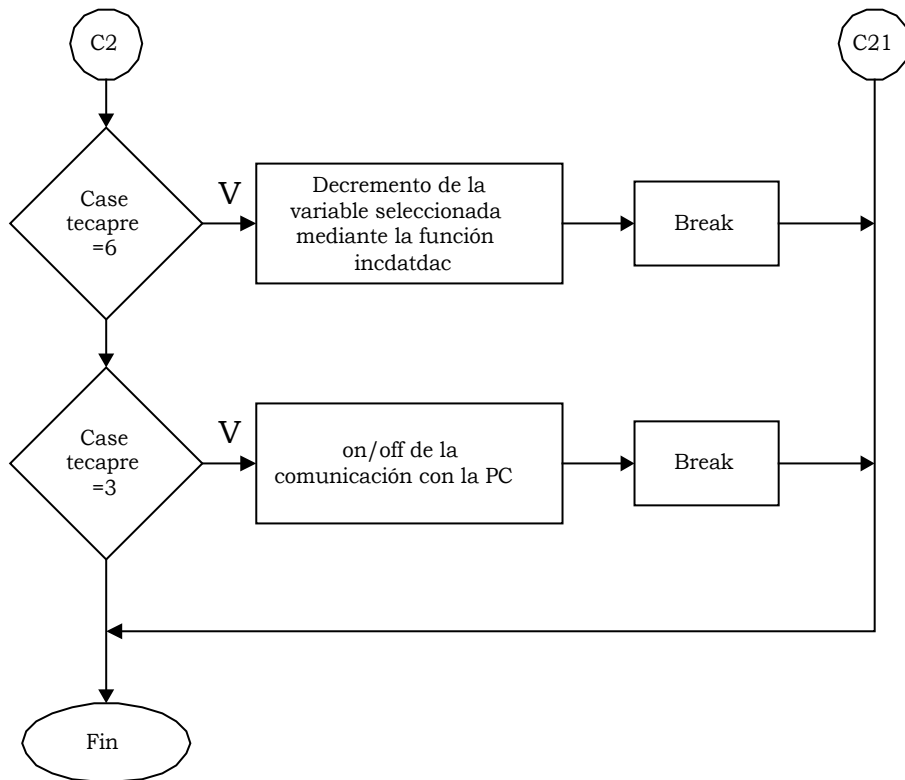 C2
C21
Case
tecapre
=6
V
Decremento de la
variable seleccionada
mediante la función
incdatdac
Break
Case
tecapre
=3
V
on/off de la
comunicación con la PC
Break
Fin